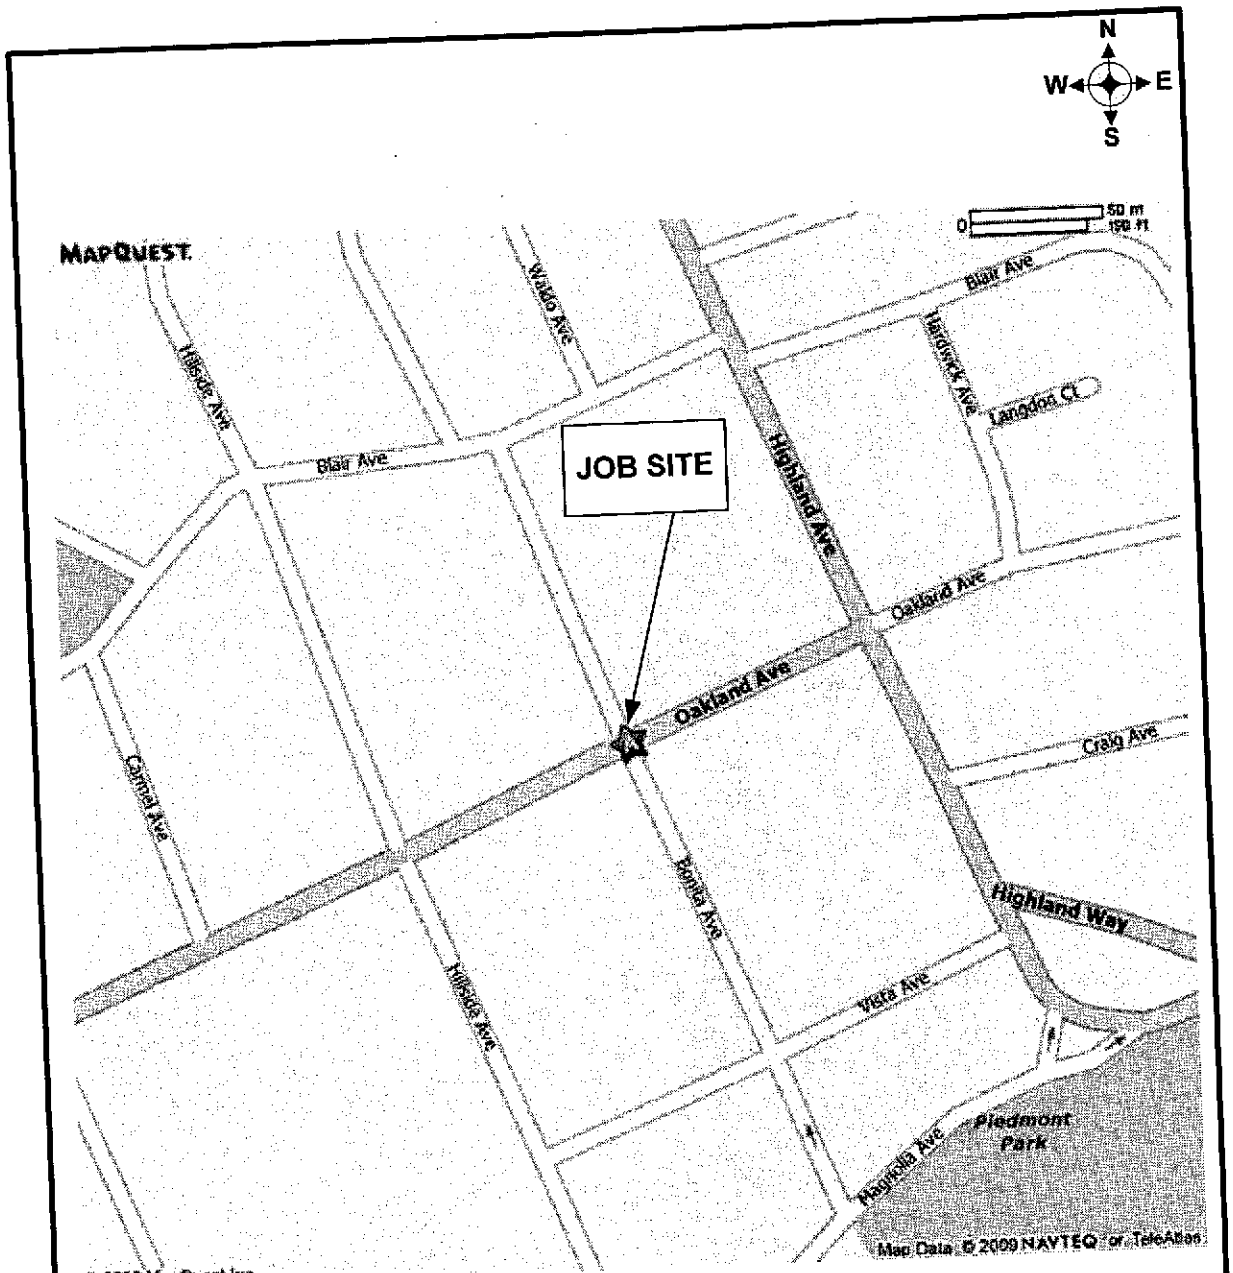 N
W E
S
50 m
0 150 ft
MAPQUEST.
Waldo Ave
Blair Ave
Hillside Ave
Hardwick Ave
Langdon Ct
Blair Ave
JOB SITE
Highland Ave
Oakland Ave
Oakland Ave
Craig Ave
Carmel Ave
Bonita Ave
Highland Way
Hillside Ave
Vista Ave
Piedmont
Park
Magnolia Ave
Map Data © 2009 NAVTEQ or TeleAtlas